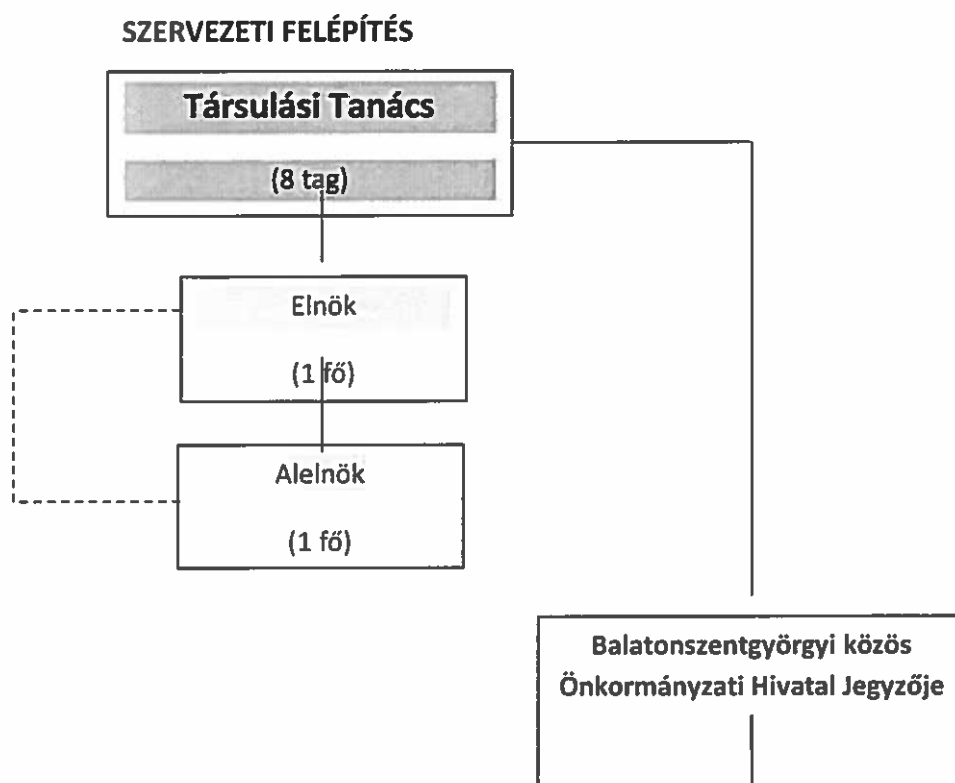 SZERVEZETI FELÉPÍTÉS
Társulási Tanács
(8 tag)
Elnök
(1 fő)
Alelnök
(1 fő)
Balatonszentgyörgyi közös
Önkormányzati Hivatal Jegyzője